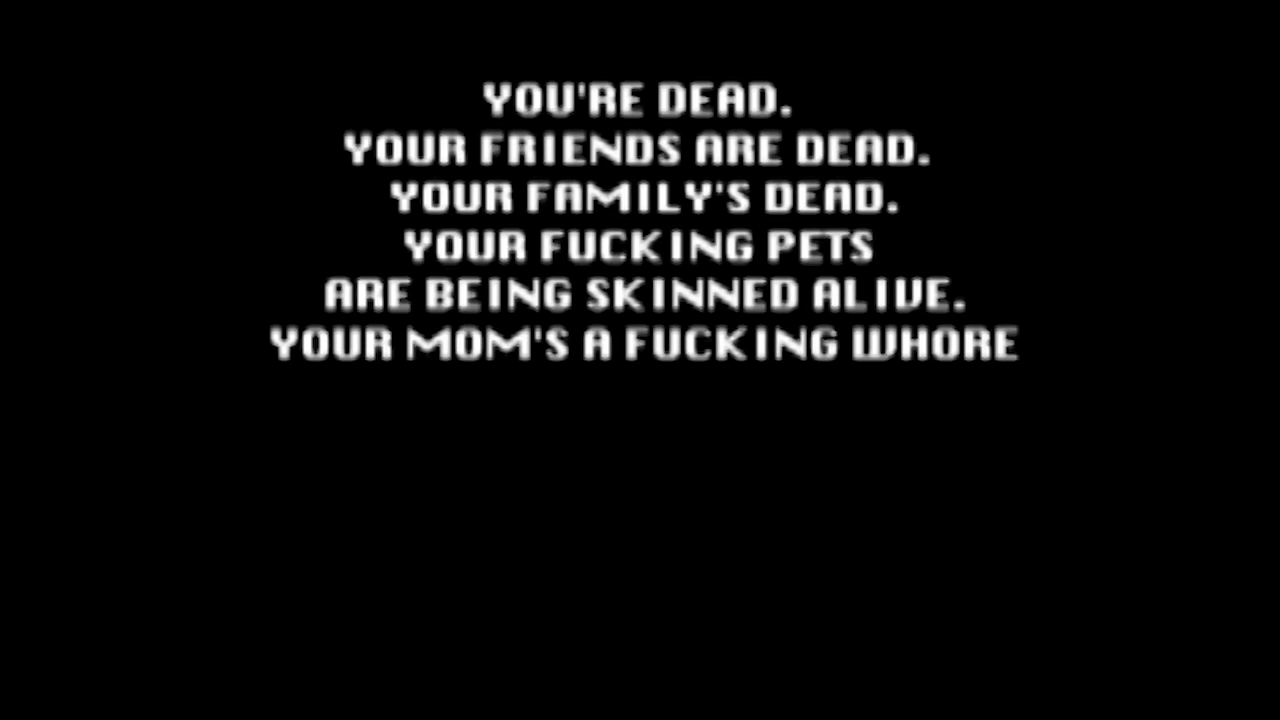 YOU'RE DEAD.
YOUR FRIENDS ARE DEAD.
YOUR FAMILY'S DEAD.
YOUR FUCKING PETS
ARE BEING SKINNED ALIVE.
YOUR MOM'S A FUCKING WHORE